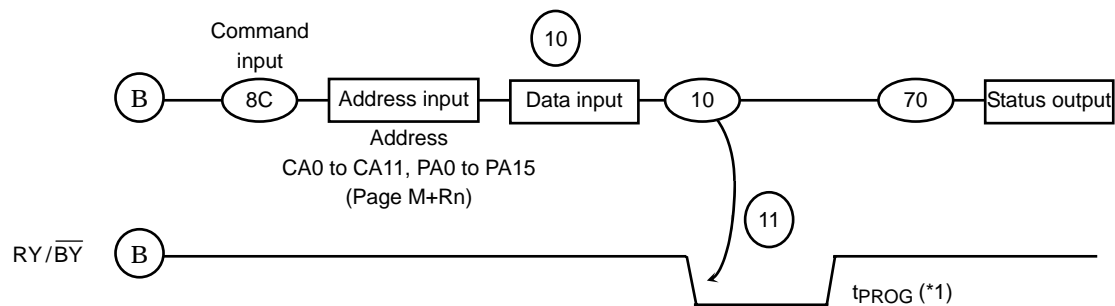 10
Command
input
B 8C Address input Data input 10 70 Status output
Address
CA0 to CA11, PA0 to PA15
(Page M+Rn)
11
RY/BY B
tPROG (*1)